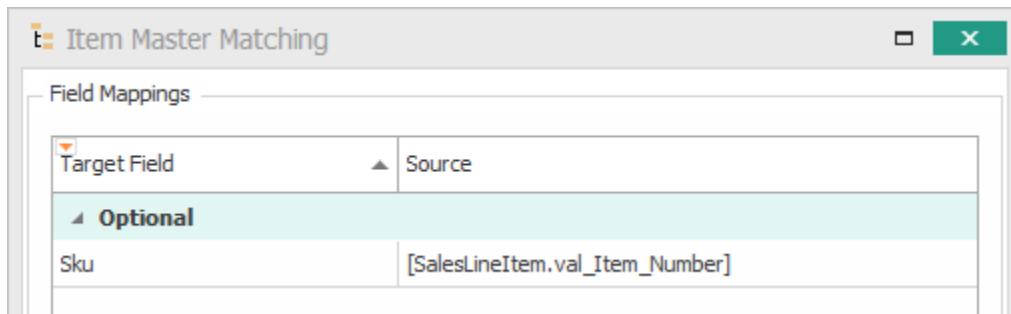 Item Master Matching
Field Mappings
Target Field Source
Optional
Sku [SalesLineItem.val_Item_Number]